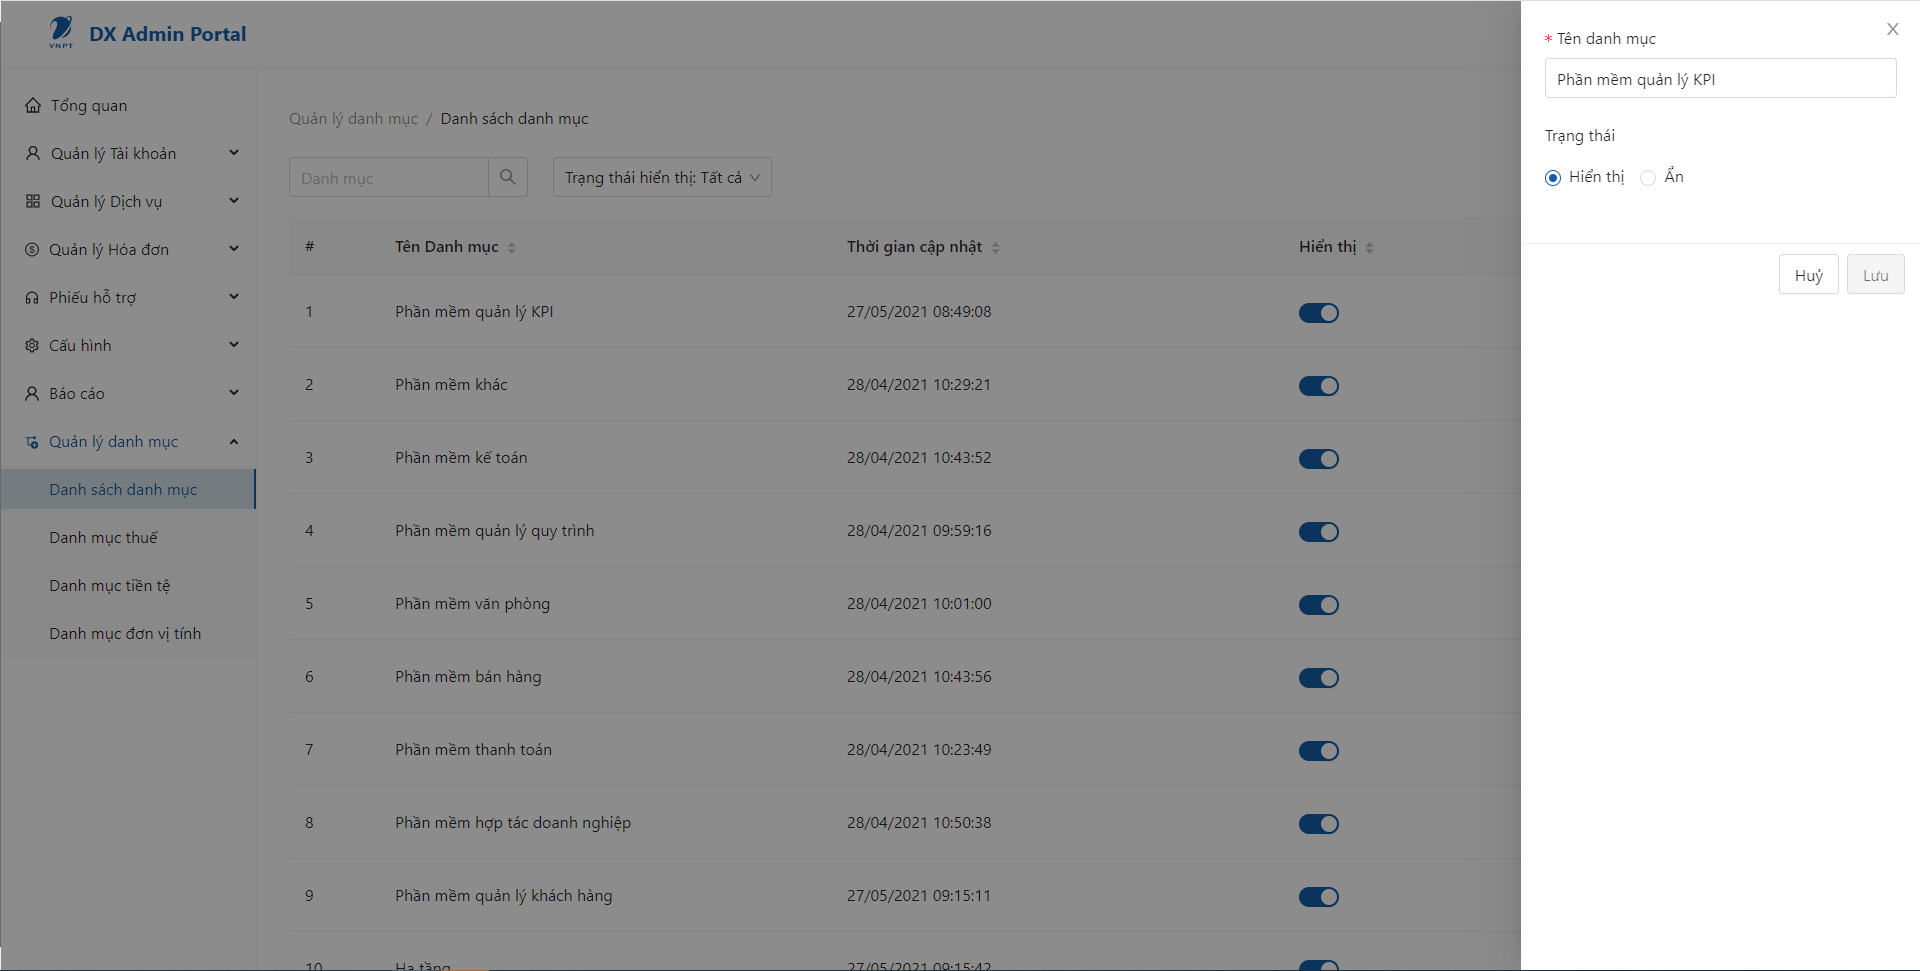 VNPT
DX Admin Portal
Tổng quan
Quản lý Tài khoản
Quản lý Dịch vụ
Quản lý Hóa đơn
Phiếu hỗ trợ
Cấu hình
Báo cáo
Quản lý danh mục
Danh sách danh mục
Danh mục thuế
Danh mục tiền tệ
Danh mục đơn vị tính
Quản lý danh mục / Danh sách danh mục
Danh mục
Trạng thái hiển thị: Tất cả
# Tên Danh mục Thời gian cập nhật Hiển thị
1 Phần mềm quản lý KPI 27/05/2021 08:49:08
2 Phần mềm khác 28/04/2021 10:29:21
3 Phần mềm kế toán 28/04/2021 10:43:52
4 Phần mềm quản lý quy trình 28/04/2021 09:59:16
5 Phần mềm văn phòng 28/04/2021 10:01:00
6 Phần mềm bán hàng 28/04/2021 10:43:56
7 Phần mềm thanh toán 28/04/2021 10:23:49
8 Phần mềm hợp tác doanh nghiệp 28/04/2021 10:50:38
9 Phần mềm quản lý khách hàng 27/05/2021 09:15:11
10 Hạ tầng 27/05/2021 09:15:42
* Tên danh mục
Phần mềm quản lý KPI
Trạng thái
Hiển thị Ẩn
Huỷ Lưu